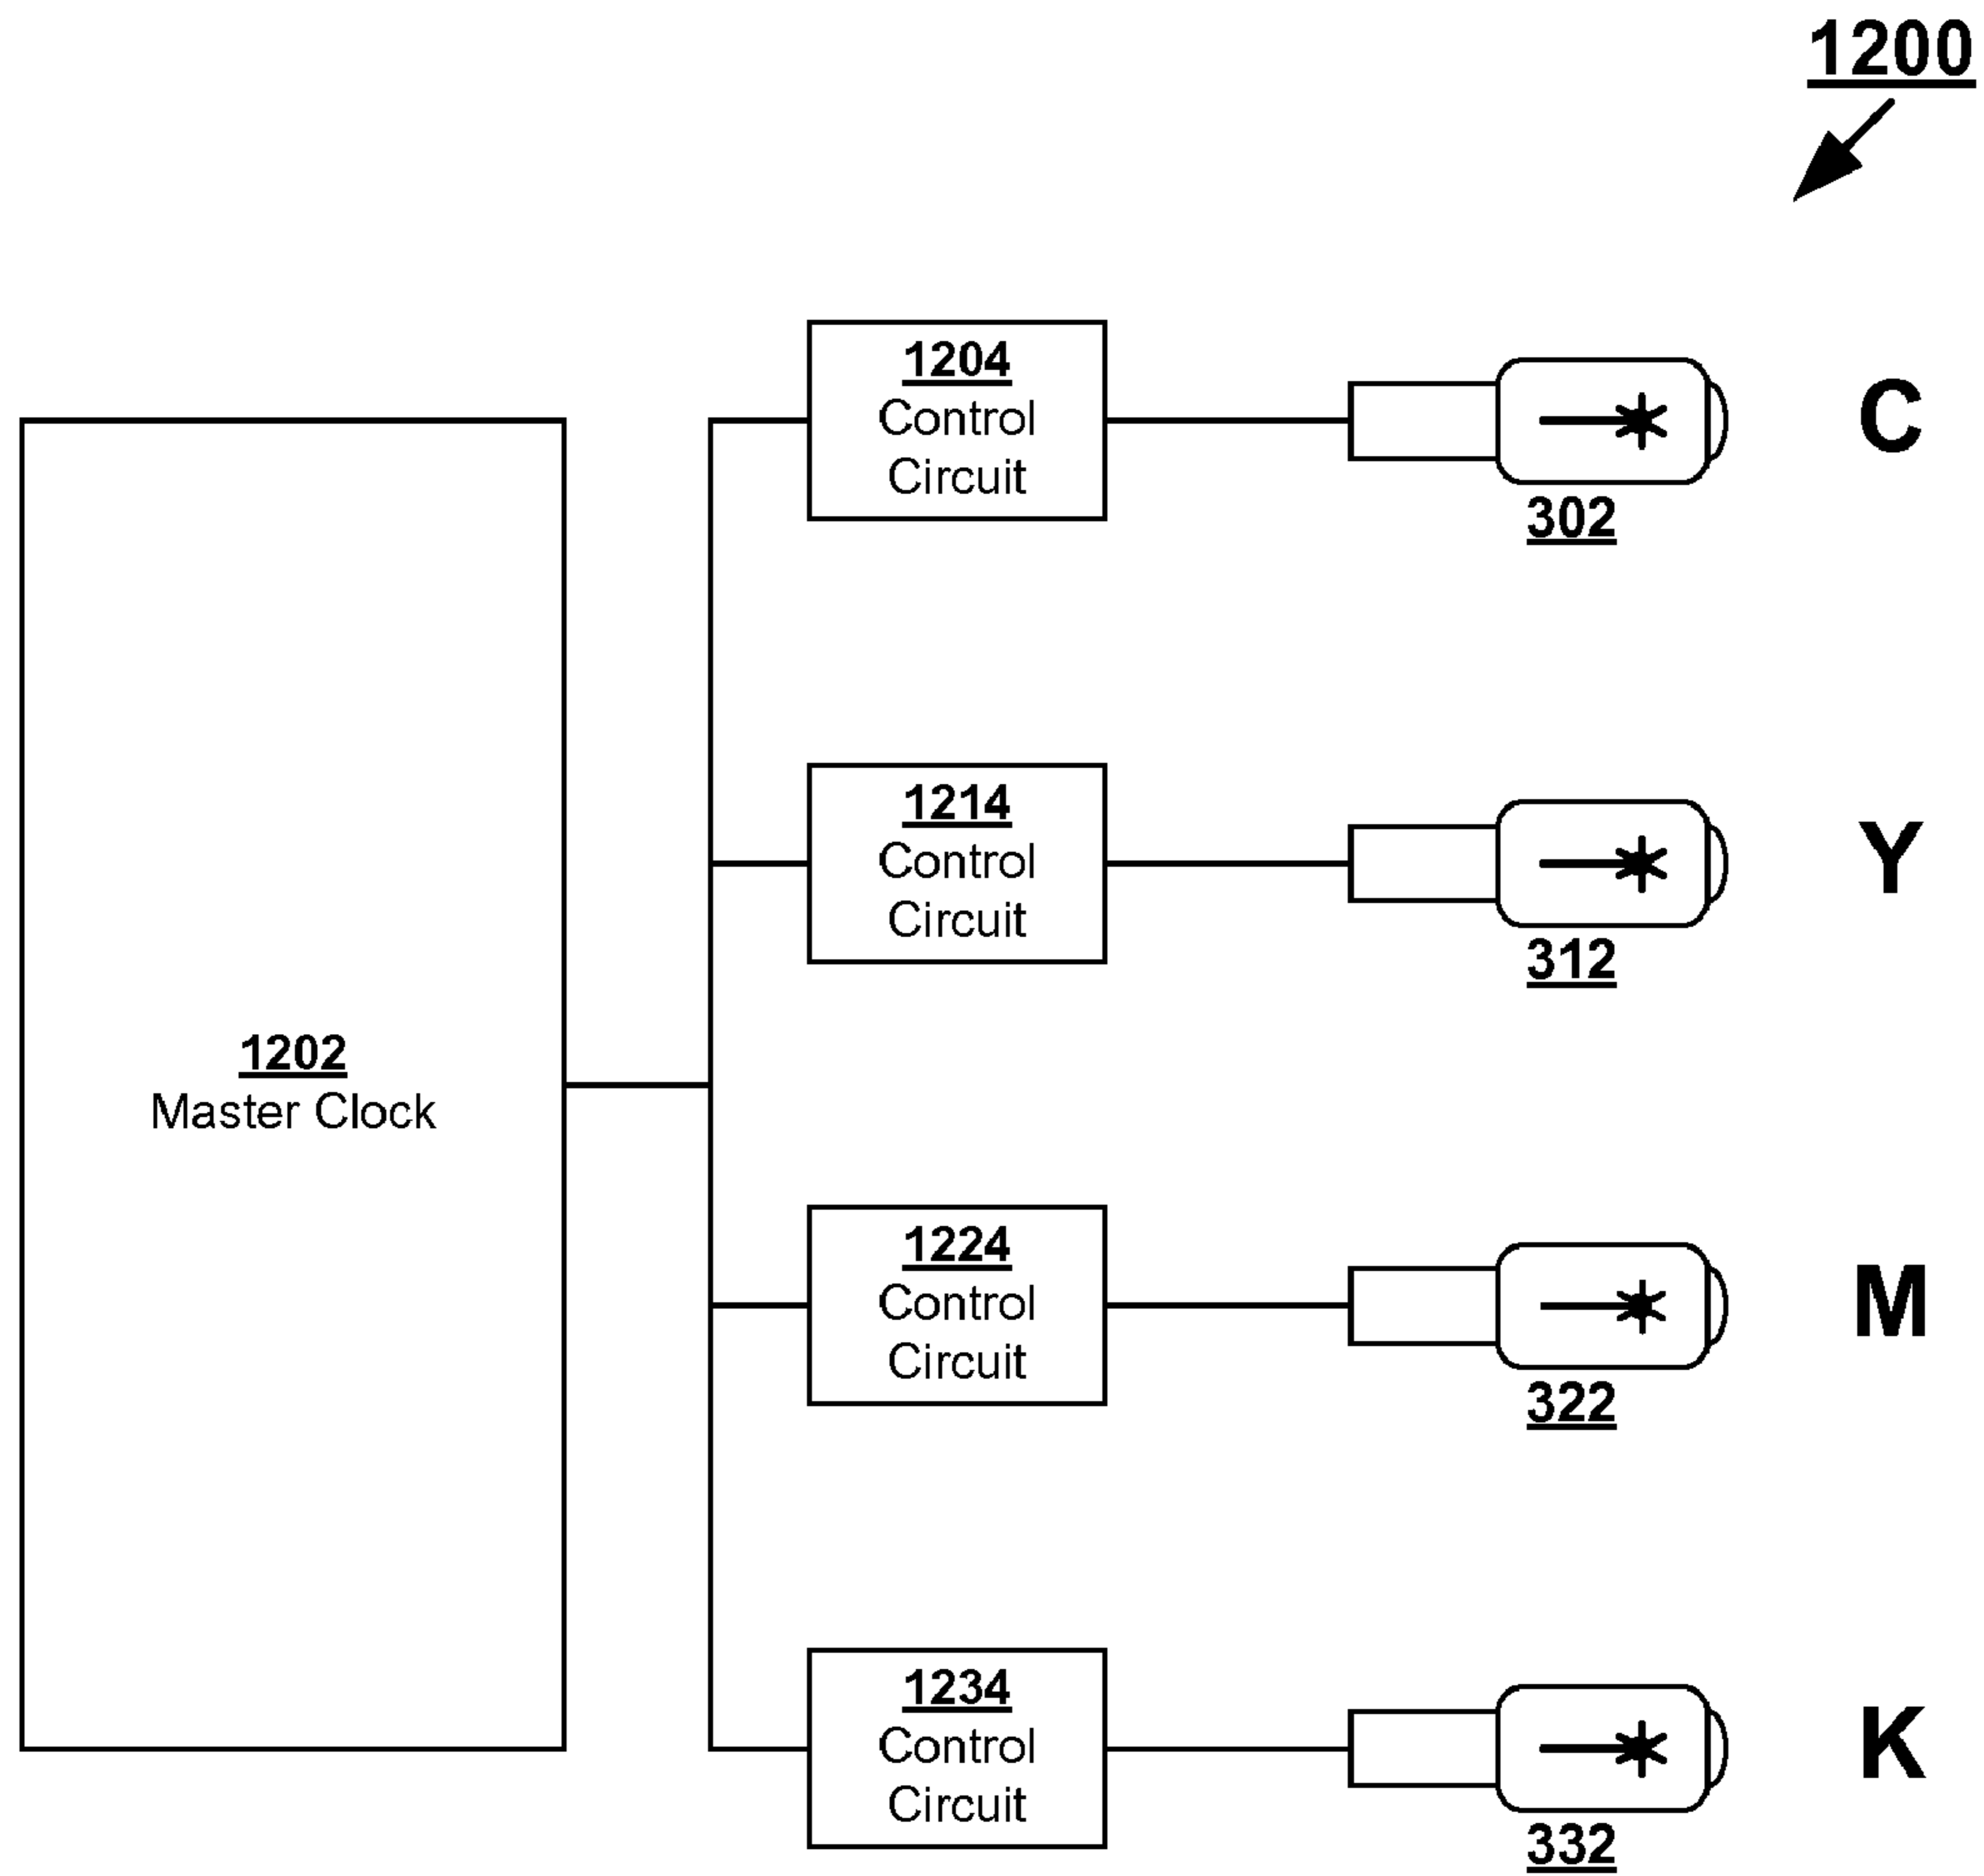 1200
1204
Control
Circuit
302
C
1214
Control
Circuit
312
Y
1202
Master Clock
1224
Control
Circuit
322
M
1234
Control
Circuit
332
K